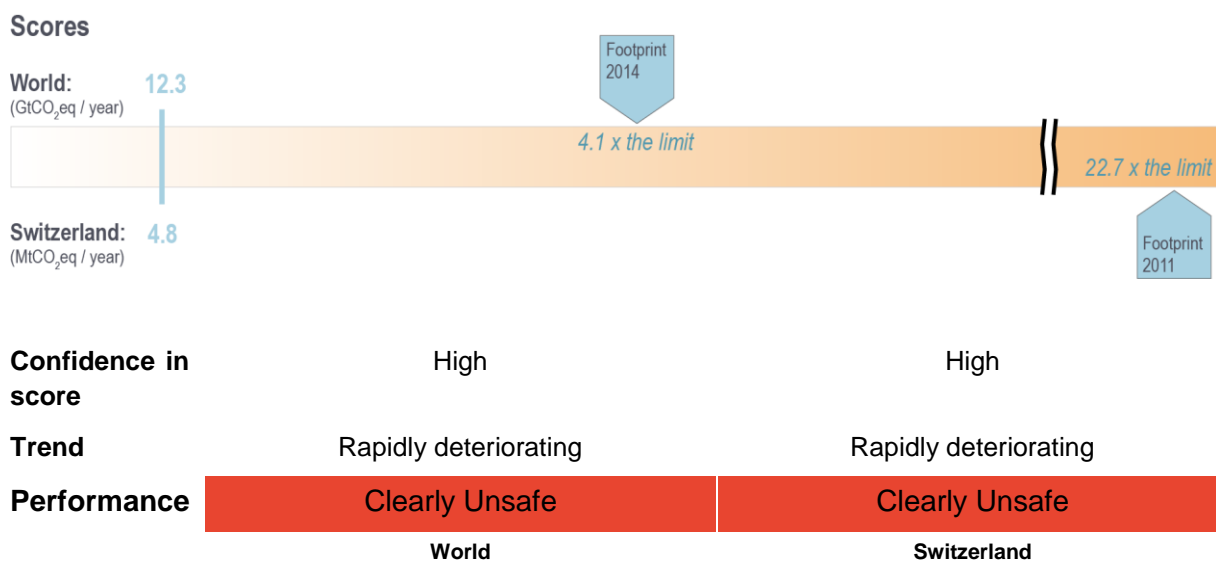 Scores
World: 12.3
(GtCO₂eq / year)
Footprint
2014
4.1 x the limit
22.7 x the limit
Switzerland: 4.8
(MtCO₂eq / year)
Footprint
2011
Confidence in
score
High
High
Trend Rapidly deteriorating Rapidly deteriorating
Performance Clearly Unsafe Clearly Unsafe
World Switzerland